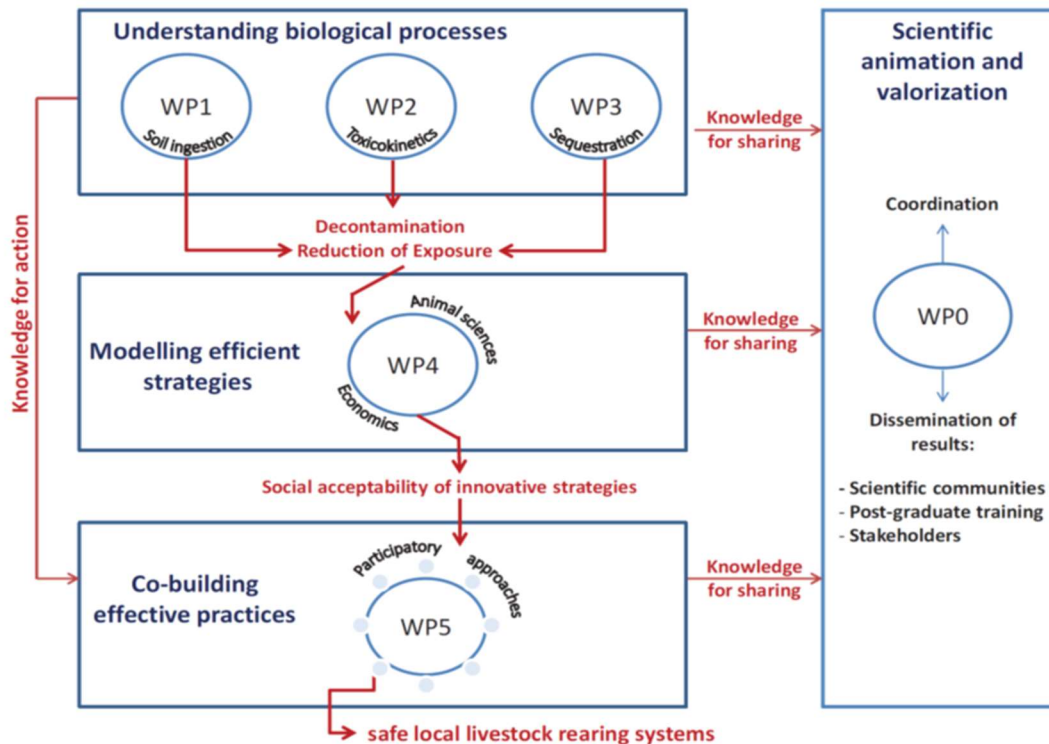 Understanding biological processes
WP1
Soil ingestion
WP2
Toxicokinetics
WP3
Sequestration
Knowledge
for sharing
Scientific
animation and
valorization
Decontamination
Reduction of Exposure
Knowledge for action
Coordination
WP0
Dissemination of
results:
- Scientific communities
- Post-graduate training
- Stakeholders
Modelling efficient
strategies
Animal sciences
WP4
Economics
Knowledge
for sharing
Social acceptability of innovative strategies
Co-building
effective practices
Participatory approaches
WP5
Knowledge
for sharing
safe local livestock rearing systems